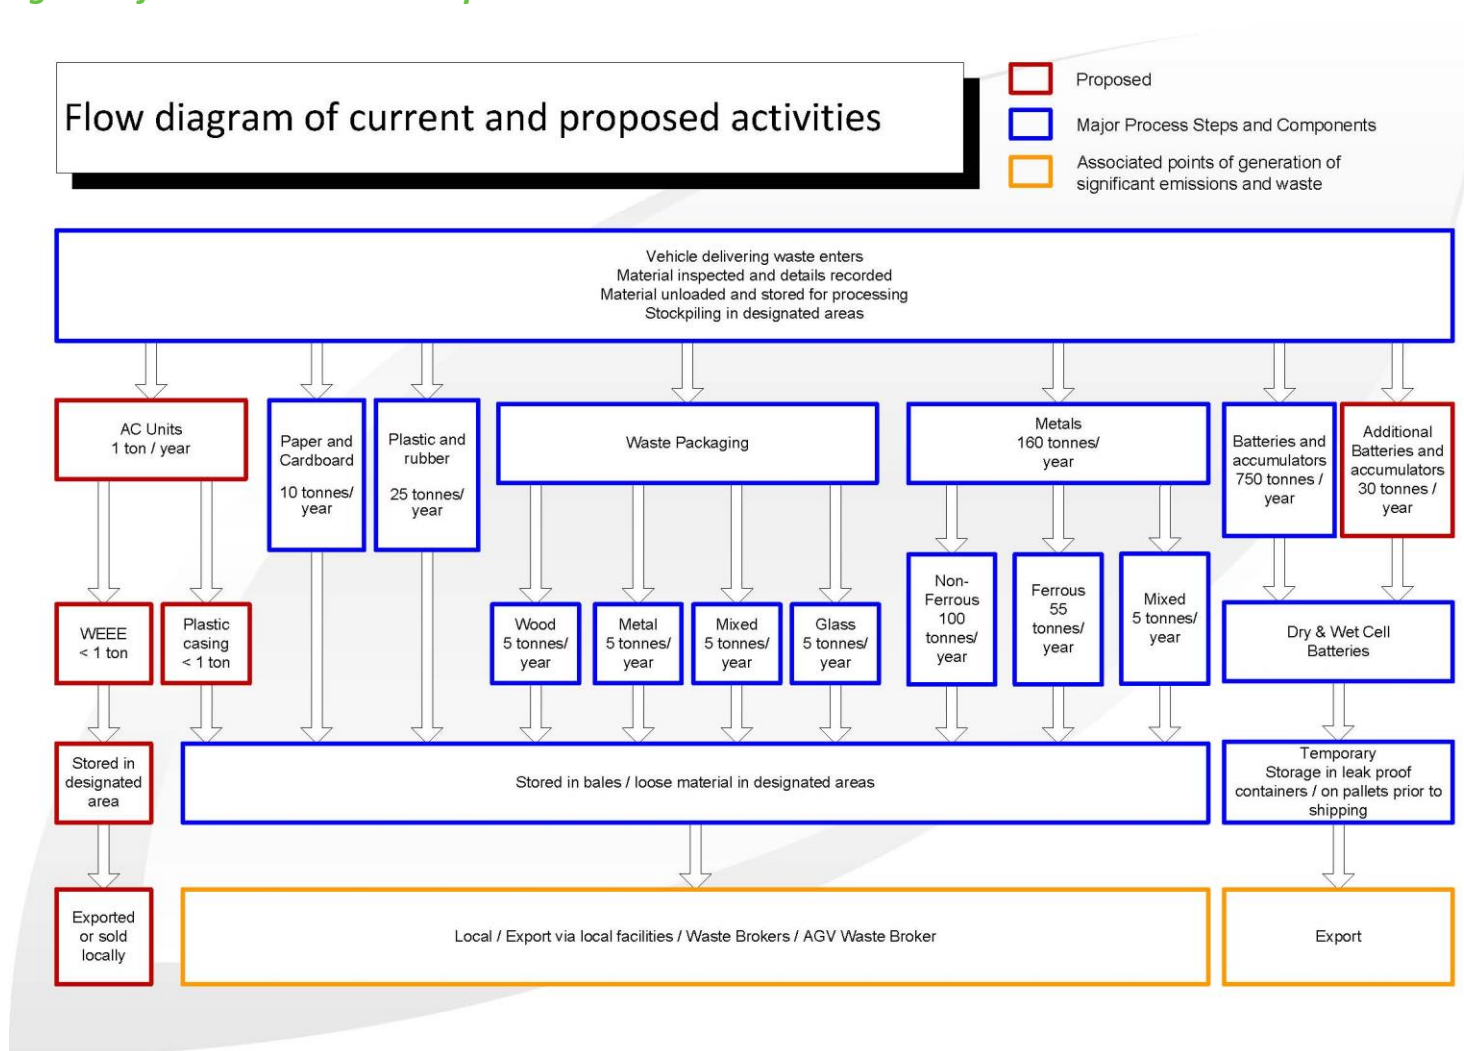 Flow diagram of current and proposed activities
Proposed
Major Process Steps and Components
Associated points of generation of
significant emissions and waste
Vehicle delivering waste enters
Material inspected and details recorded
Material unloaded and stored for processing
Stockpiling in designated areas
AC Units
1 ton / year
Paper and
Cardboard
10 tonnes/
year
Plastic and
rubber
25 tonnes/
year
Waste Packaging
Metals
160 tonnes/
year
Batteries and
accumulators
750 tonnes /
year
Additional
Batteries and
accumulators
30 tonnes /
year
WEEE
< 1 ton
Plastic
casing
< 1 ton
Wood
5 tonnes/
year
Metal
5 tonnes/
year
Mixed
5 tonnes/
year
Glass
5 tonnes/
year
Non-
Ferrous
100
tonnes/
year
Ferrous
55
tonnes/
year
Mixed
5 tonnes/
year
Dry & Wet Cell
Batteries
Stored in
designated
area
Stored in bales / loose material in designated areas
Temporary
Storage in leak proof
containers / on pallets prior to
shipping
Exported
or sold
locally
Local / Export via local facilities / Waste Brokers / AGV Waste Broker
Export